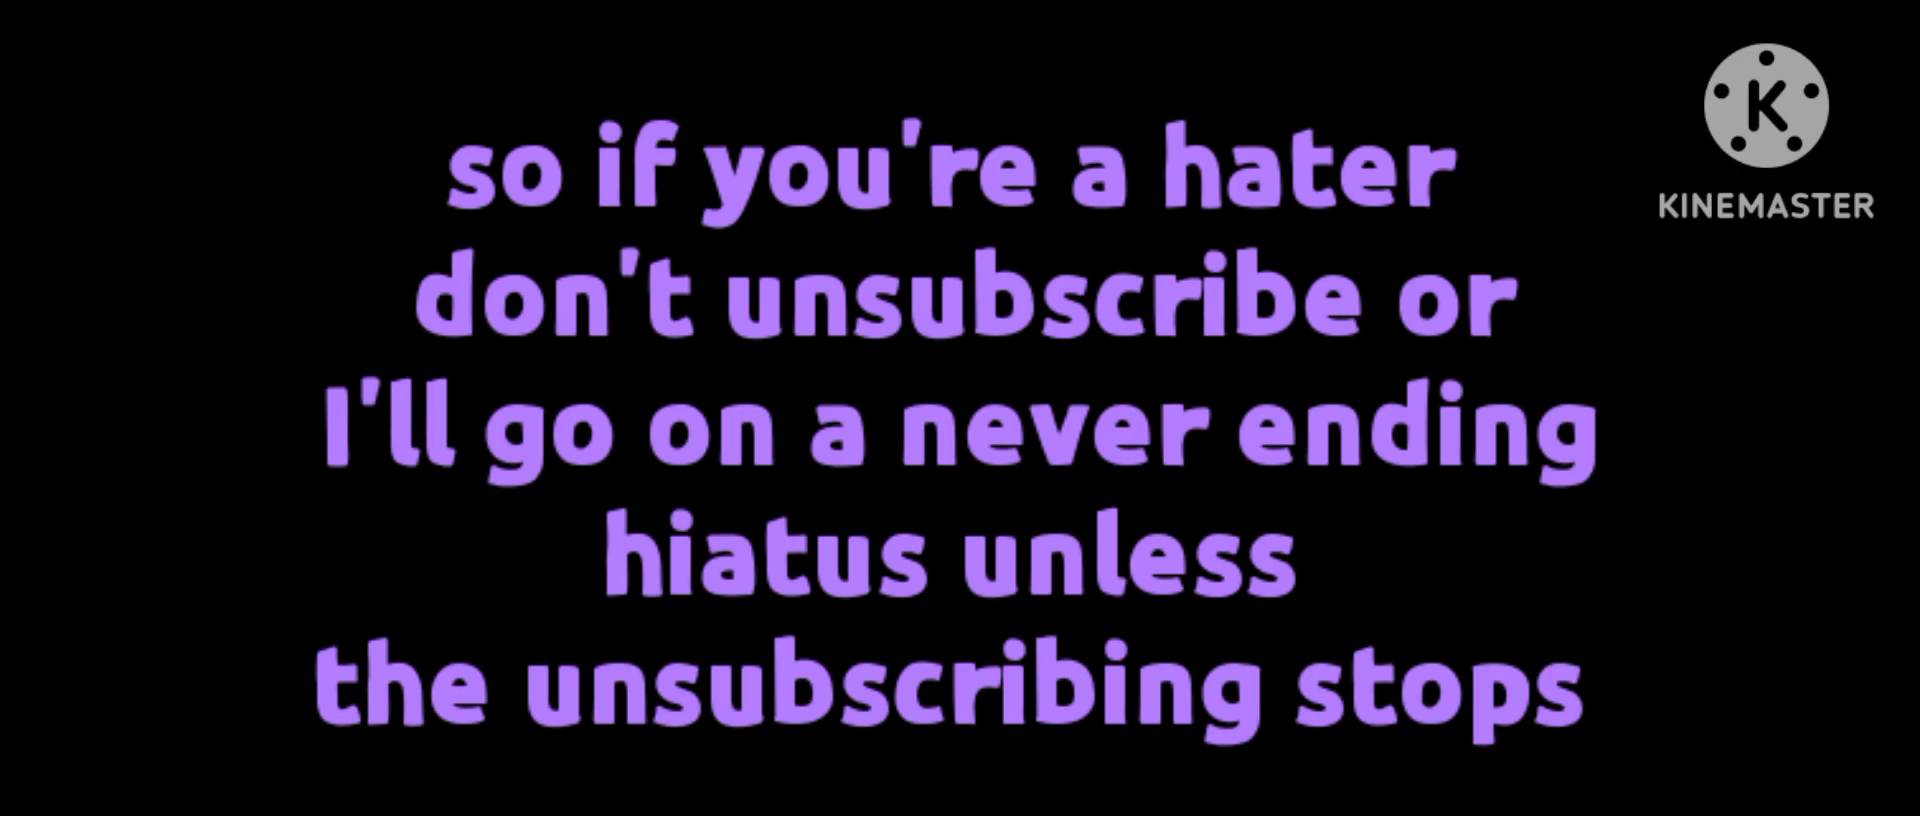 so if you're a hater
don't unsubscribe or
I'll go on a never ending
hiatus unless
the unsubscribing stops
K
KINEMASTER